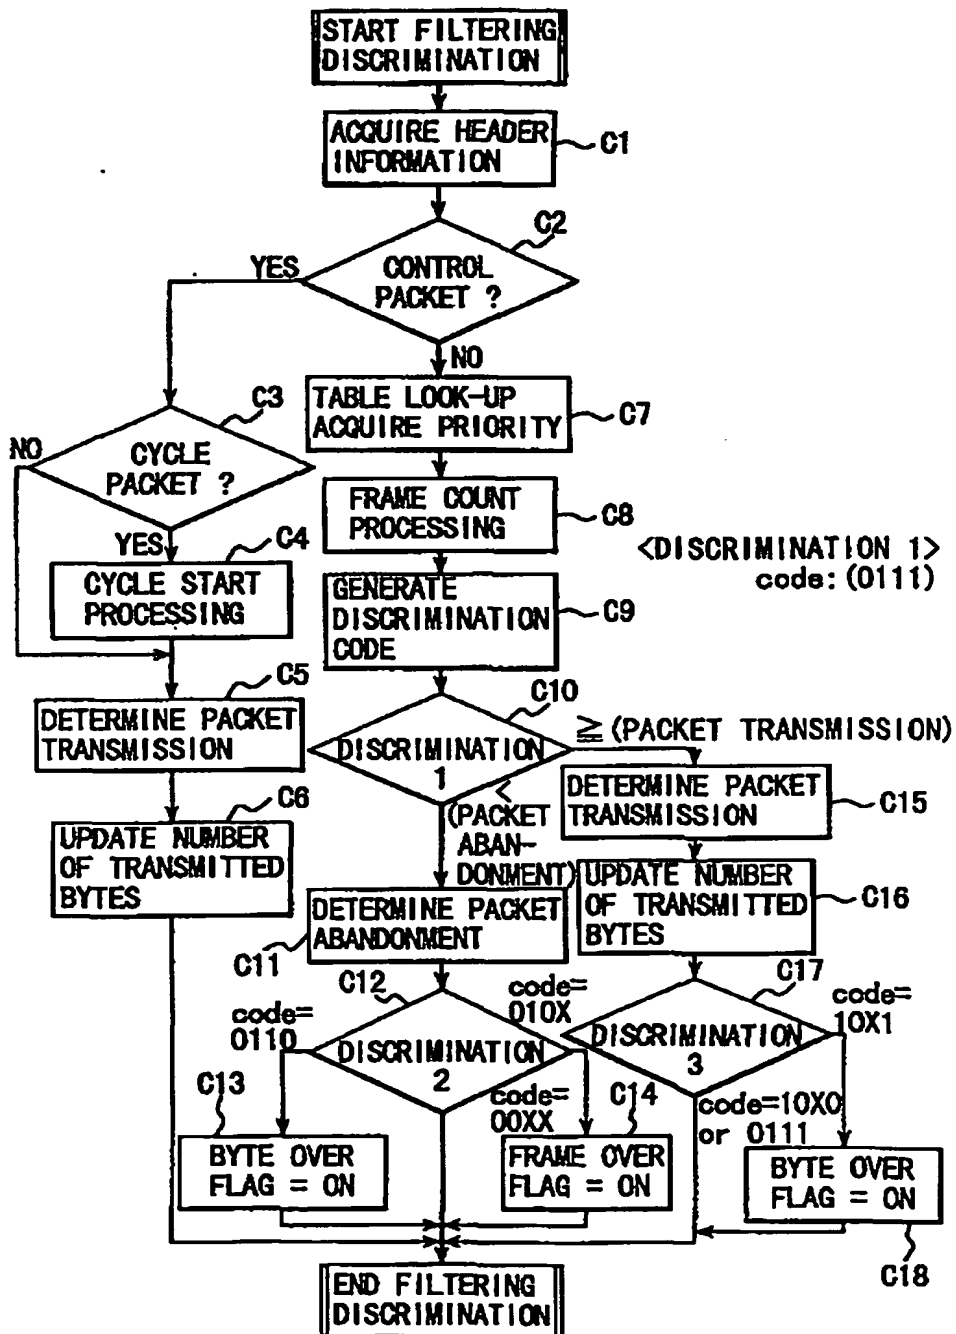 START FILTERING
DISCRIMINATION
ACQUIRE HEADER
INFORMATION
C1
C2
YES
CONTROL
PACKET ?
NO
C3
TABLE LOOK-UP
ACQUIRE PRIORITY
C7
NO
CYCLE
PACKET ?
FRAME COUNT
PROCESSING
C8
YES
C4
<DISCRIMINATION 1>
code:(0111)
CYCLE START
PROCESSING
GENERATE
DISCRIMINATION
CODE
C9
C5
C10
DETERMINE PACKET
TRANSMISSION
DISCRIMINATION
1
≧(PACKET TRANSMISSION)
<
(PACKET
ABAN-
DONMENT)
DETERMINE PACKET
TRANSMISSION
C15
C6
UPDATE NUMBER
OF TRANSMITTED
BYTES
DETERMINE PACKET
ABANDONMENT
C11
UPDATE NUMBER
OF TRANSMITTED
BYTES
C16
C12
C17
code=
0110
DISCRIMINATION
2
code=
010X
DISCRIMINATION
3
code=
10X1
C13
code=
00XX
C14
code=10X0
or 0111
BYTE OVER
FLAG = ON
FRAME OVER
FLAG = ON
BYTE OVER
FLAG = ON
C18
END FILTERING
DISCRIMINATION